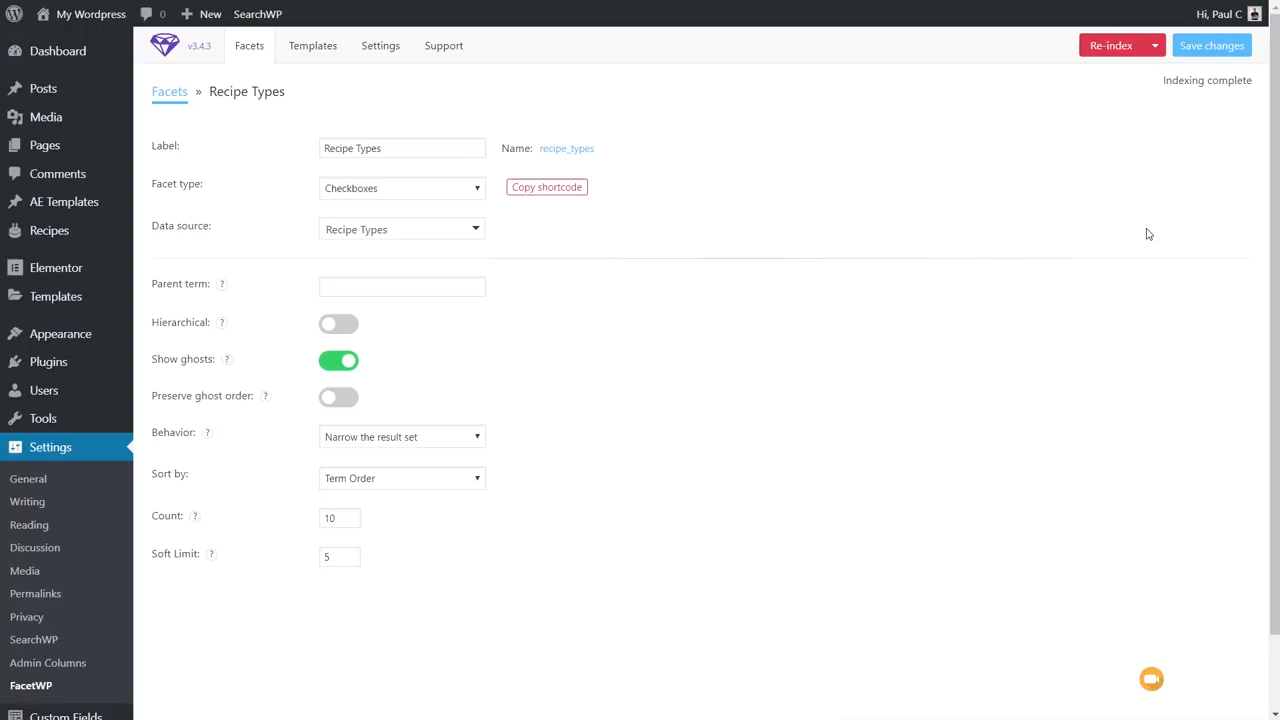 My Wordpress 0 New SearchWP Hi, Paul C
v3.4.3 Facets Templates Settings Support Re-index Save changes
Indexing complete
Facets » Recipe Types
Label: Recipe Types Name: recipe_types
Facet type: Checkboxes Copy shortcode
Data source: Recipe Types
Parent term: ?
Hierarchical: ?
Show ghosts: ?
Preserve ghost order: ?
Behavior: ? Narrow the result set
Sort by: Term Order
Count: ? 10
Soft Limit: ? 5
Dashboard
Posts
Media
Pages
Comments
AE Templates
Recipes
Elementor
Templates
Appearance
Plugins
Users
Tools
Settings
General
Writing
Reading
Discussion
Media
Permalinks
Privacy
SearchWP
Admin Columns
FacetWP
Custom Fields